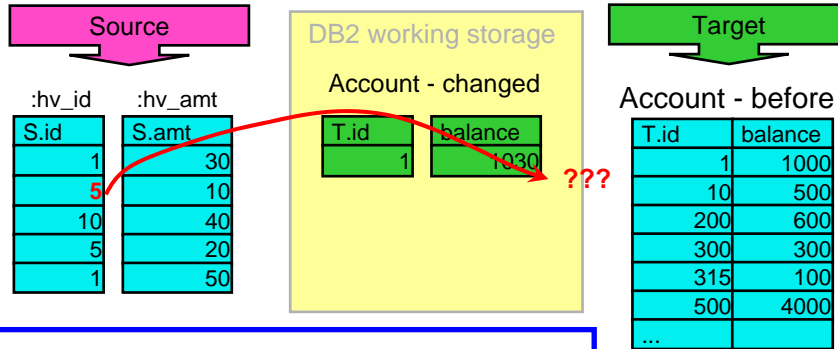 Source
:hv_id :hv_amt
S.id S.amt
1 30
5 10
10 40
5 20
1 50
DB2 working storage
Account - changed
T.id balance
1 1030
???
Target
Account - before
T.id balance
1 1000
10 500
200 600
300 300
315 100
500 4000
...